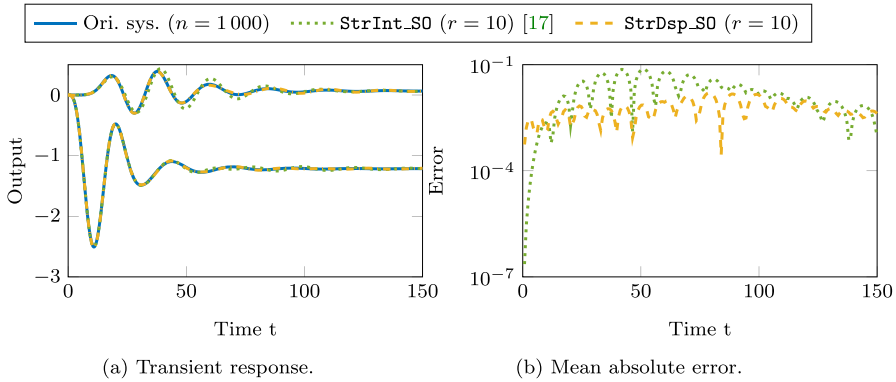 Ori. sys. (n = 1 000) StrInt_SO (r = 10) [17] StrDsp_SO (r = 10)
0
−1
−2
−3
Output
0 50 100 150
Time t
(a) Transient response.
10−1
10−4
10−7
Error
0 50 100 150
Time t
(b) Mean absolute error.